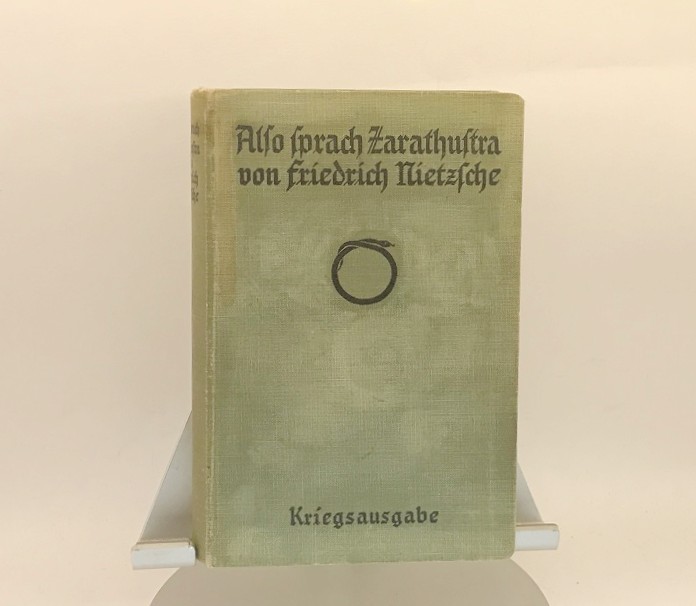 Alſo ſprach Zarathuſtra
von Friedrich Nietzſche
Kriegsausgabe